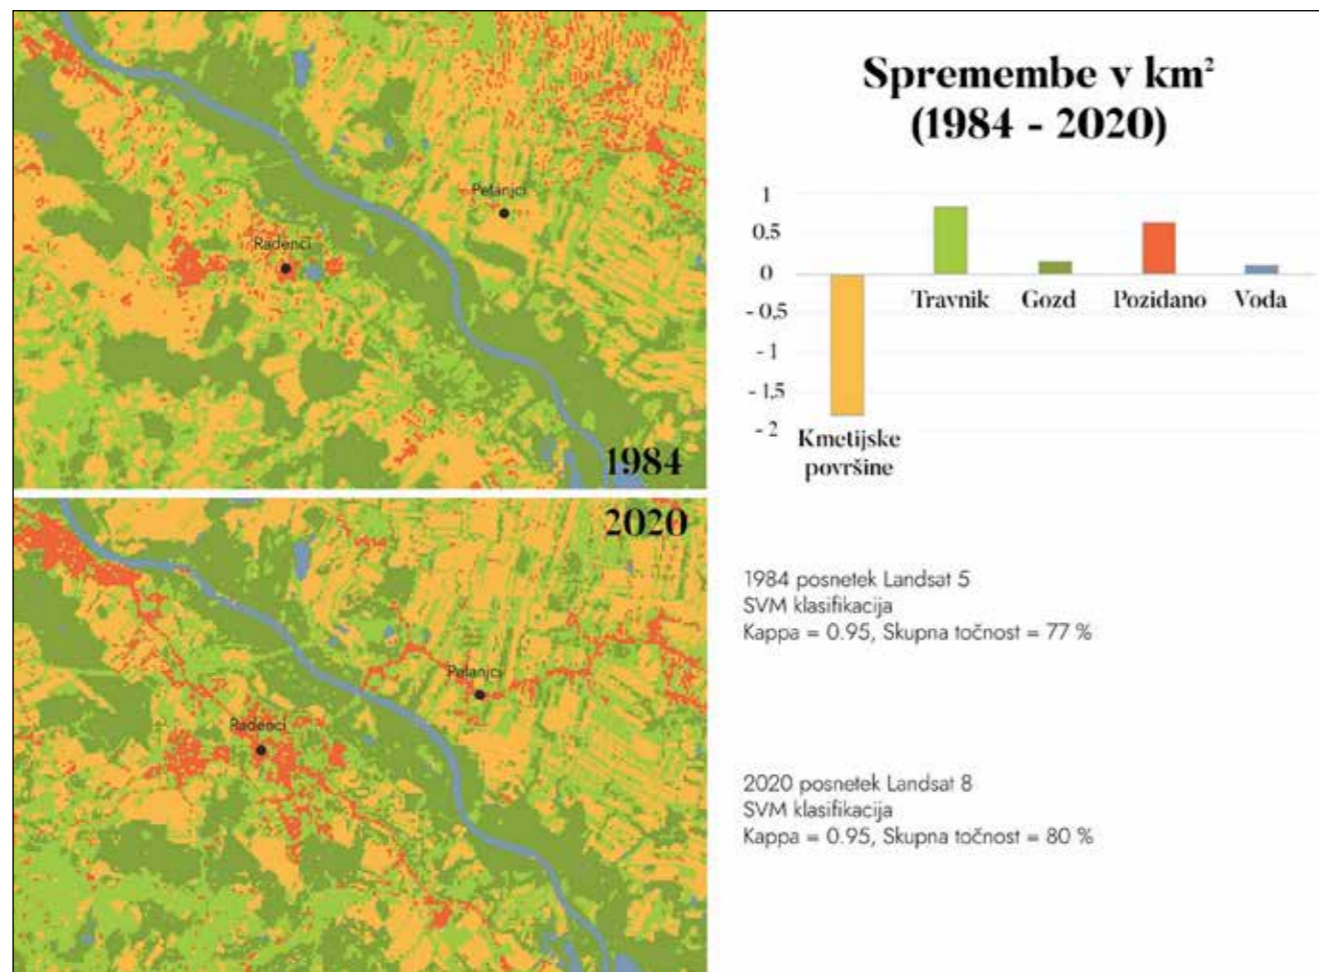 Petanjci
Radenci
1984
2020
Petanjci
Radenci
Spremembe v km²
(1984 - 2020)
1
0.5
0
- 0,5
- 1
- 1,5
- 2
Kmetijske
površine
Travnik
Gozd
Pozidano
Voda
1984 posnetek Landsat 5
SVM klasifikacija
Kappa = 0.95, Skupna točnost = 77 %
2020 posnetek Landsat 8
SVM klasifikacija
Kappa = 0.95, Skupna točnost = 80 %